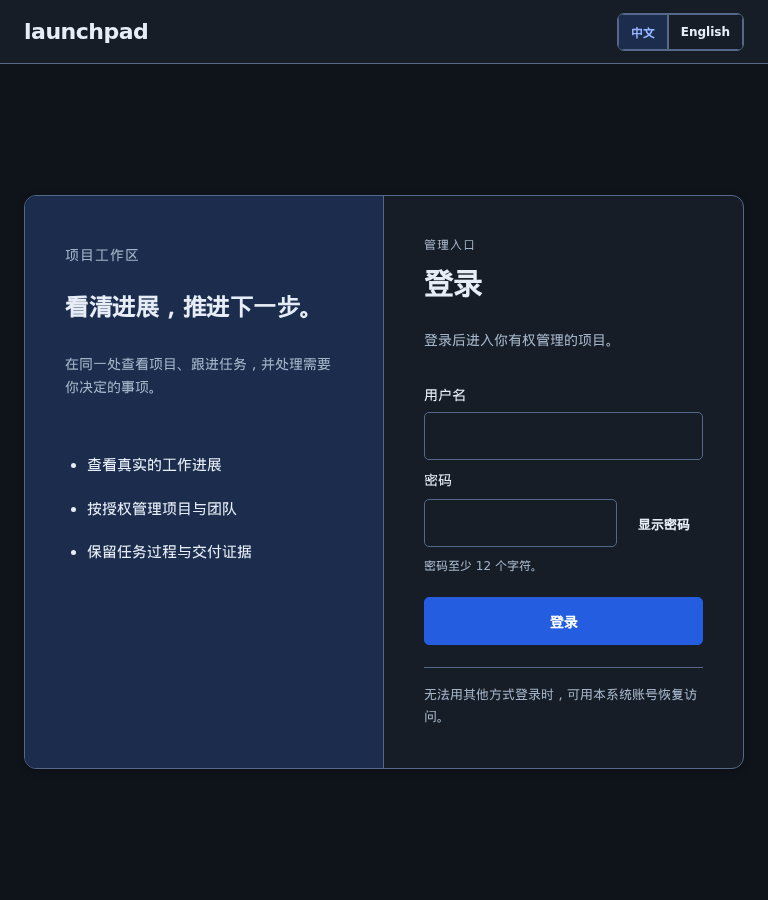 launchpad
中文
English
项目工作区
看清进展，推进下一步。
在同一处查看项目、跟进任务，并处理需要
你决定的事项。
查看真实的工作进展
按授权管理项目与团队
保留任务过程与交付证据
管理入口
登录
登录后进入你有权管理的项目。
用户名
密码
显示密码
密码至少 12 个字符。
登录
无法用其他方式登录时，可用本系统账号恢复访
问。